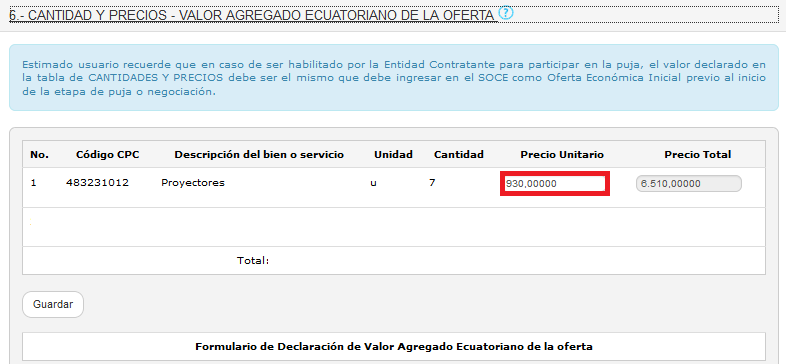 6.- CANTIDAD Y PRECIOS - VALOR AGREGADO ECUATORIANO DE LA OFERTA ?
Estimado usuario recuerde que en caso de ser habilitado por la Entidad Contratante para participar en la puja, el valor declarado en
la tabla de CANTIDADES Y PRECIOS debe ser el mismo que debe ingresar en el SOCE como Oferta Económica Inicial previo al inicio
de la etapa de puja o negociación.
No. Código CPC Descripción del bien o servicio Unidad Cantidad Precio Unitario Precio Total
1 483231012 Proyectores u 7 930,00000 6.510,00000
Total:
Guardar
Formulario de Declaración de Valor Agregado Ecuatoriano de la oferta